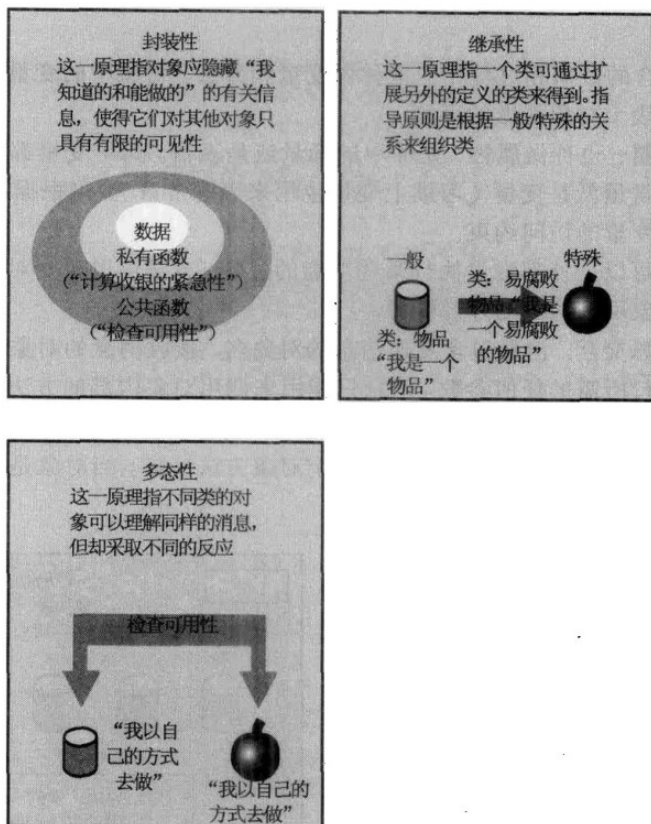 封装性
这一原理指对象应隐藏“我
知道的和能做的”的有关信
息，使得它们对其他对象只
具有有限的可见性
数据
私有函数
(“计算收银的紧急性”)
公共函数
(“检查可用性”)
继承性
这一原理指一个类可通过扩
展另外的定义的类来得到。指
导原则是根据一般/特殊的关
系来组织类
一般
特殊
类：物品
“我是一个
物品”
类：易腐败
物品，“我是
一个易腐败
的物品”
多态性
这一原理指不同类的对
象可以理解同样的消息，
但却采取不同的反应
检查可用性
“我以自
己的方式
去做”
“我以自己的
方式去做”